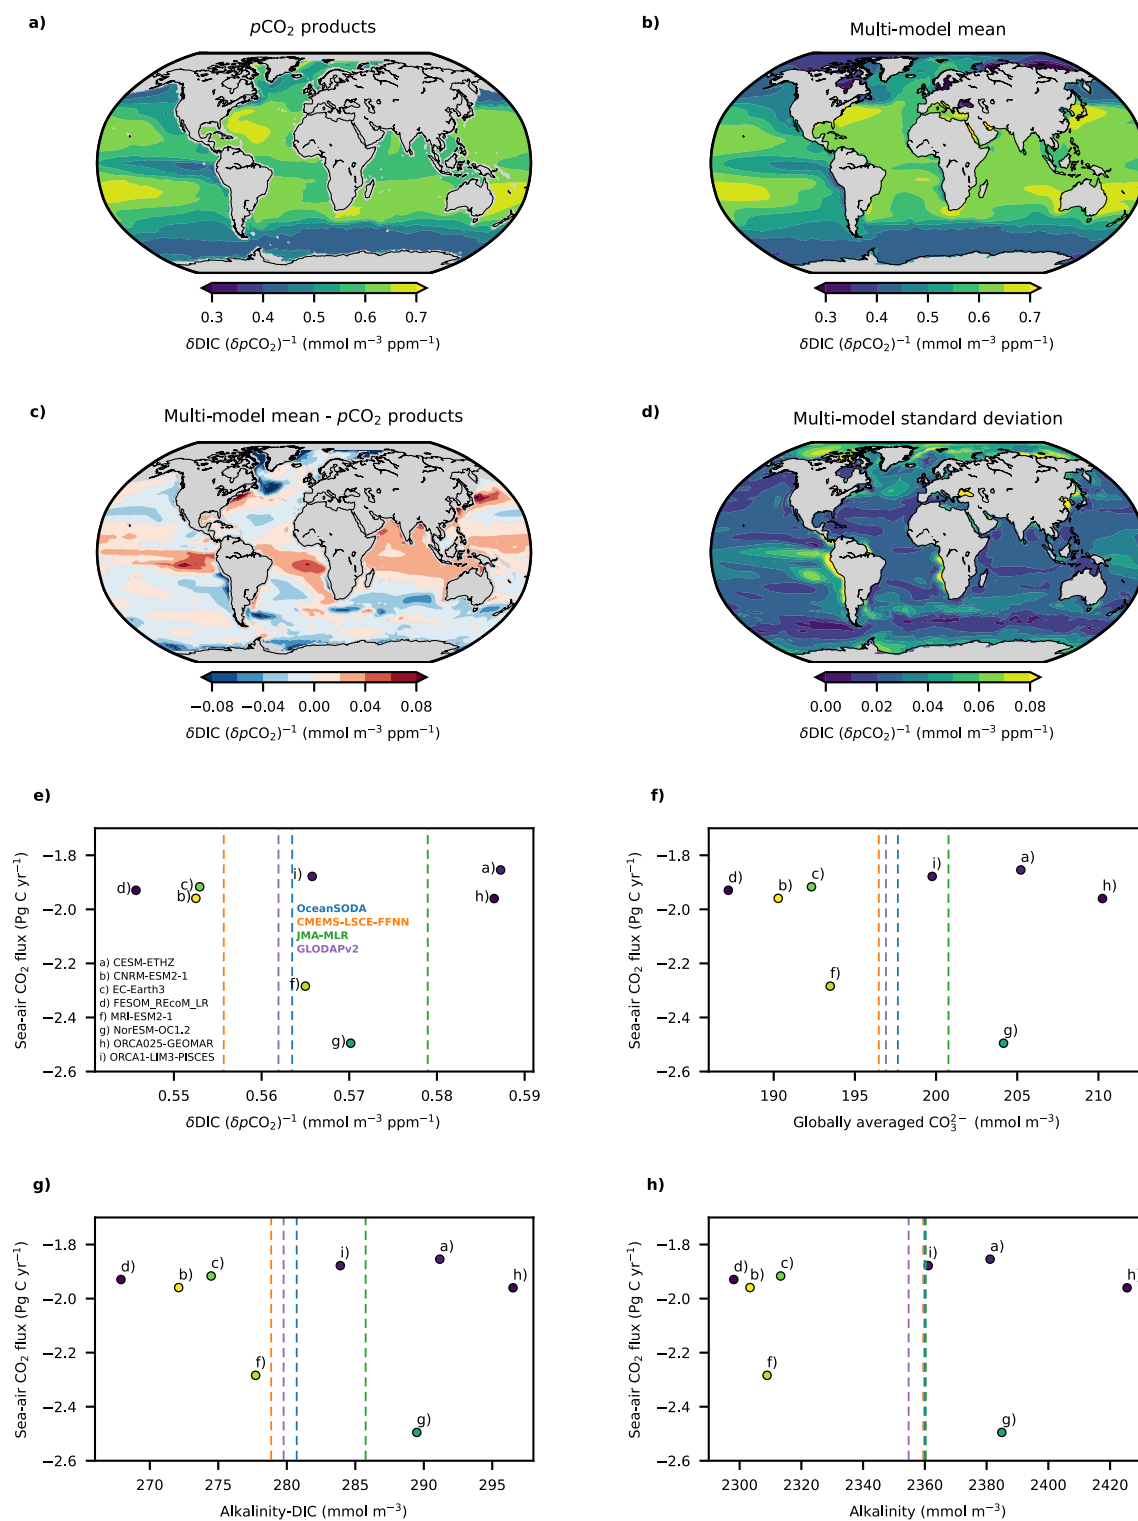 a)
pCO₂ products
b)
Multi-model mean
0.3 0.4 0.5 0.6 0.7
δDIC (δpCO₂)⁻¹ (mmol m⁻³ ppm⁻¹)
0.3 0.4 0.5 0.6 0.7
δDIC (δpCO₂)⁻¹ (mmol m⁻³ ppm⁻¹)
c)
Multi-model mean - pCO₂ products
d)
Multi-model standard deviation
−0.08 −0.04 0.00 0.04 0.08
δDIC (δpCO₂)⁻¹ (mmol m⁻³ ppm⁻¹)
0.00 0.02 0.04 0.06 0.08
δDIC (δpCO₂)⁻¹ (mmol m⁻³ ppm⁻¹)
e)
Sea-air CO₂ flux (Pg C yr⁻¹)
−1.8
−2.0
−2.2
−2.4
−2.6
a)
i)
c)
d)
b)
h)
f)
g)
OceanSODA
CMEMS-LSCE-FFNN
JMA-MLR
GLODAPv2
a) CESM-ETHZ
b) CNRM-ESM2-1
c) EC-Earth3
d) FESOM_REcoM_LR
f) MRI-ESM2-1
g) NorESM-OC1.2
h) ORCA025-GEOMAR
i) ORCA1-LIM3-PISCES
0.55 0.56 0.57 0.58 0.59
δDIC (δpCO₂)⁻¹ (mmol m⁻³ ppm⁻¹)
f)
Sea-air CO₂ flux (Pg C yr⁻¹)
−1.8
−2.0
−2.2
−2.4
−2.6
i)
a)
d)
b)
c)
h)
f)
g)
190 195 200 205 210
Globally averaged CO₃²⁻ (mmol m⁻³)
g)
Sea-air CO₂ flux (Pg C yr⁻¹)
−1.8
−2.0
−2.2
−2.4
−2.6
a)
i)
c)
d)
b)
h)
f)
g)
270 275 280 285 290 295
Alkalinity-DIC (mmol m⁻³)
h)
Sea-air CO₂ flux (Pg C yr⁻¹)
−1.8
−2.0
−2.2
−2.4
−2.6
a)
i)
c)
d)
b)
h)
f)
g)
2300 2320 2340 2360 2380 2400 2420
Alkalinity (mmol m⁻³)